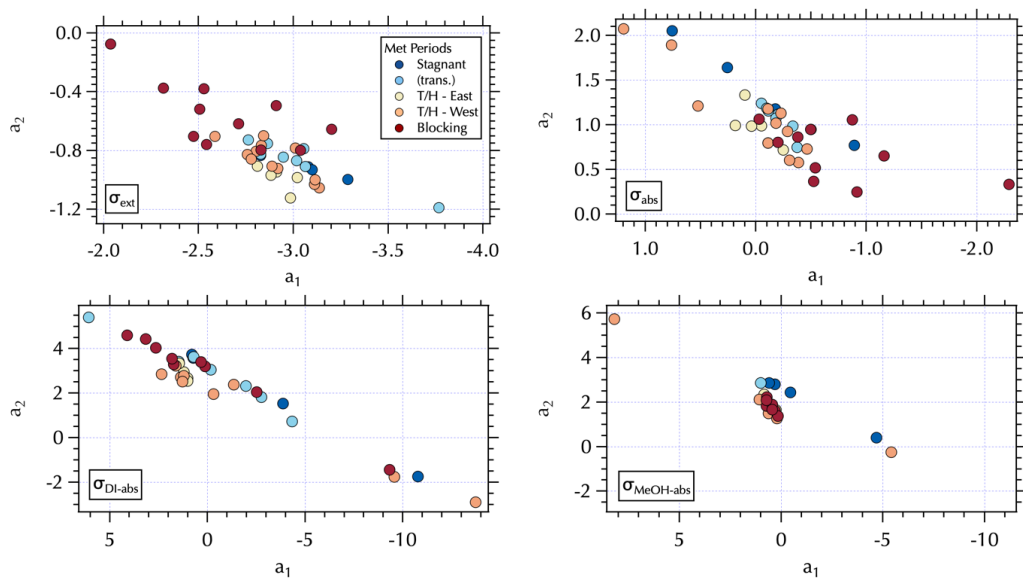 0.0
-0.4
-0.8
-1.2
a2
-2.0 -2.5 -3.0 -3.5 -4.0
a1
σext
Met Periods
Stagnant
(trans.)
T/H - East
T/H - West
Blocking
2.0
1.5
1.0
0.5
0.0
a2
1.0 0.0 -1.0 -2.0
a1
σabs
4
2
0
-2
a2
5 0 -5 -10
a1
σDI-abs
6
4
2
0
-2
a2
5 0 -5 -10
a1
σMeOH-abs